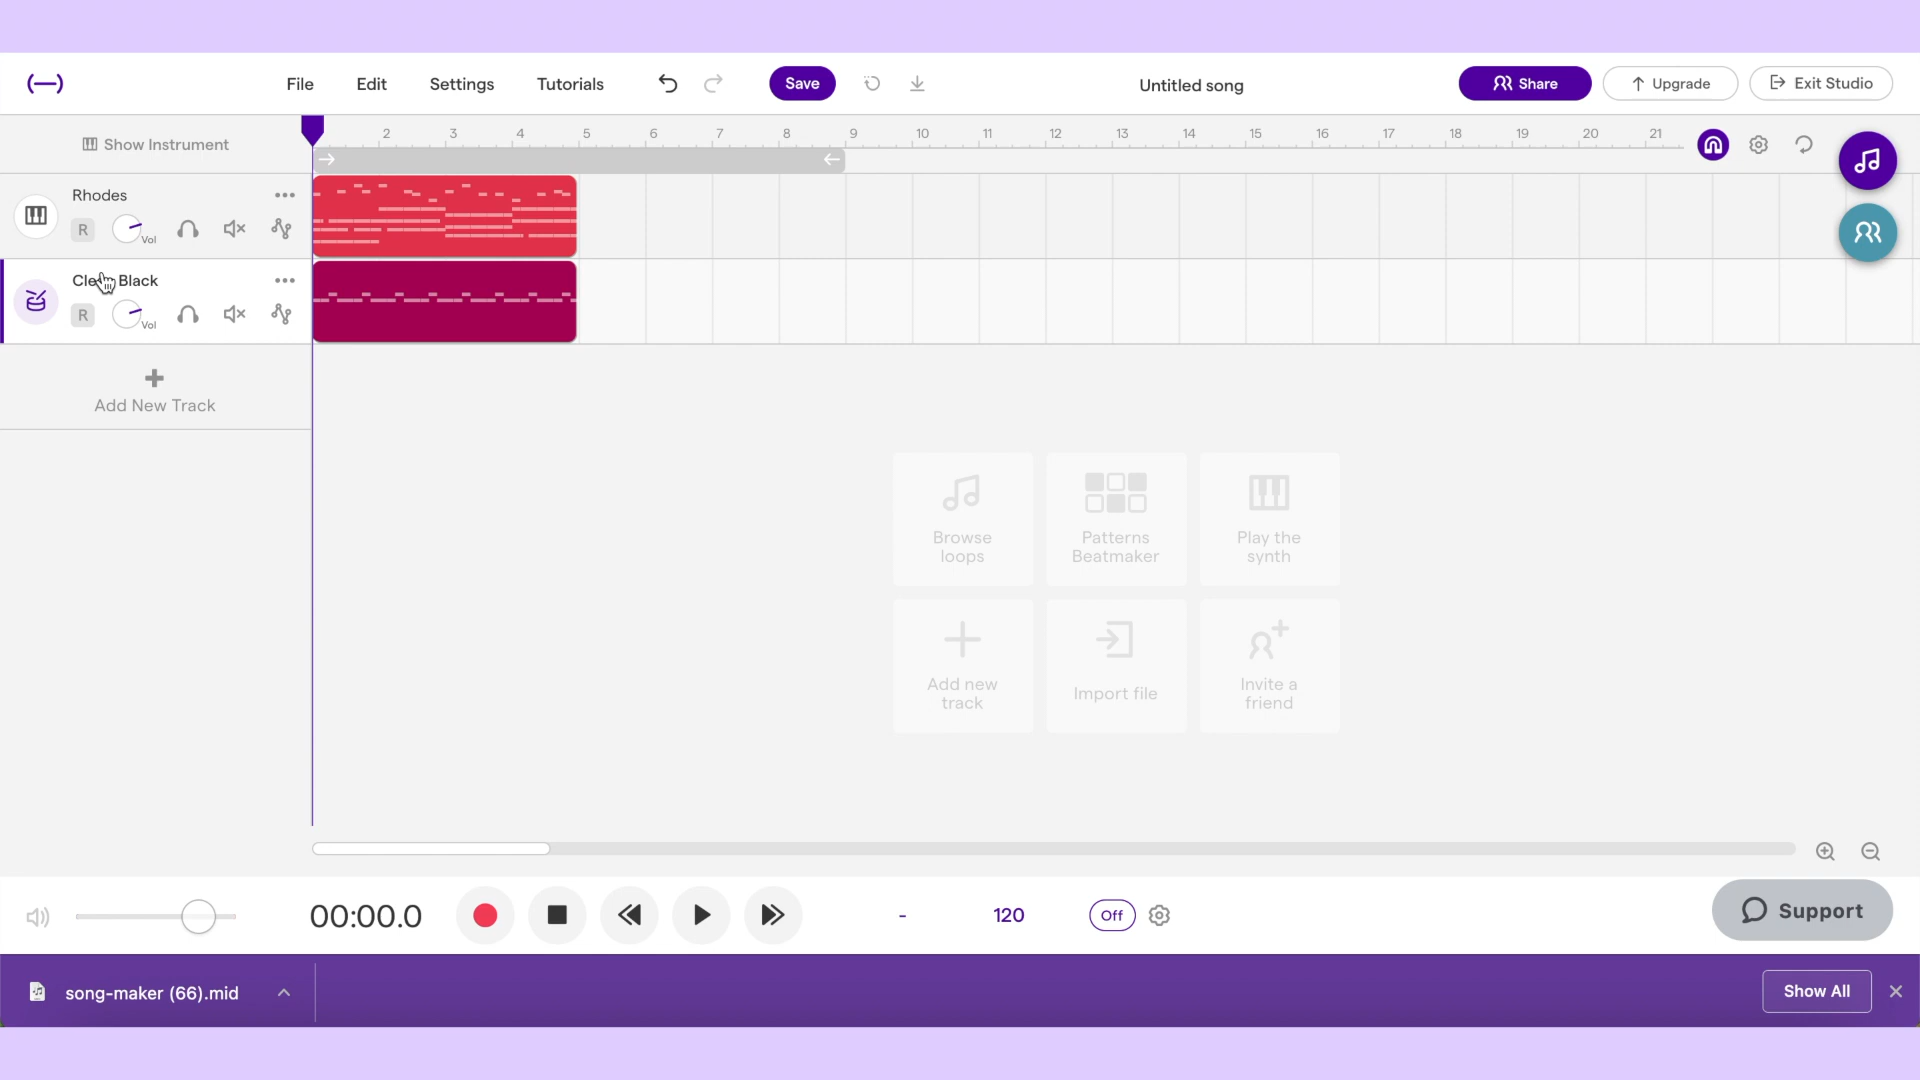 File Edit Settings Tutorials Save Untitled song Share Upgrade Exit Studio
Show Instrument
2 3 4 5 6 7 8 9 10 11 12 13 14 15 16 17 18 19 20 21
Rhodes
R Vol
Black
R Vol
Add New Track
Browse
loops
Patterns
Beatmaker
Play the
synth
Add new
track
Import file
Invite a
friend
00:00.0 - 120 Off Support
song-maker (66).mid Show All